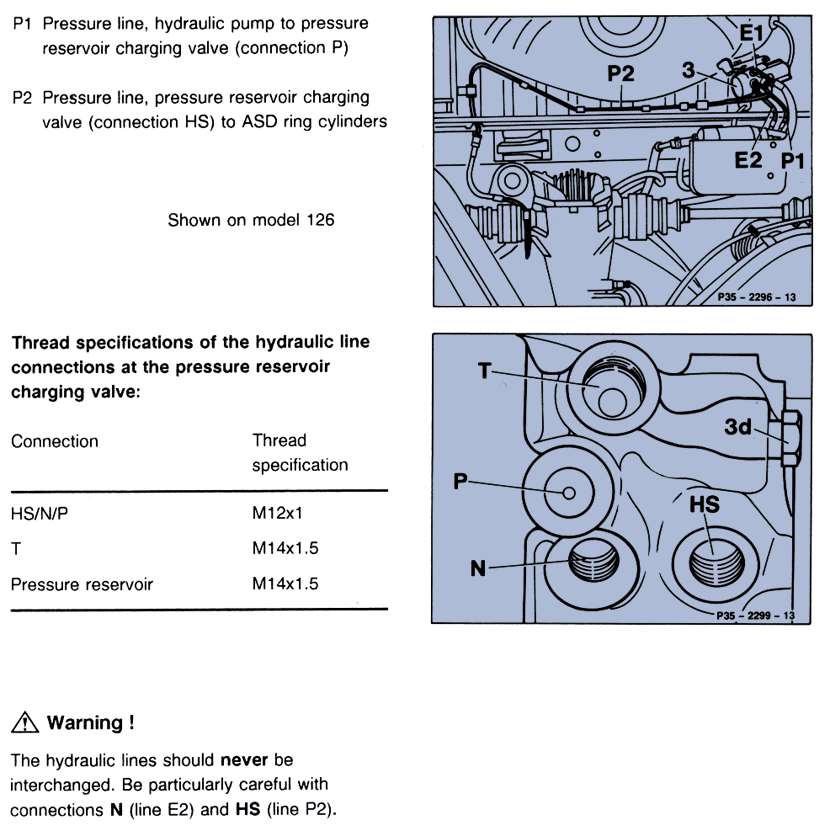 P1 Pressure line, hydraulic pump to pressure
reservoir charging valve (connection P)
P2 Pressure line, pressure reservoir charging
valve (connection HS) to ASD ring cylinders
Shown on model 126
E1
P2
3
E2
P1
P35 – 2296 – 13
Thread specifications of the hydraulic line
connections at the pressure reservoir
charging valve:
Connection Thread
specification
HS/N/P M12x1
T M14x1.5
Pressure reservoir M14x1.5
T
3d
P
HS
N
P35 – 2299 – 13
Warning !
The hydraulic lines should never be
interchanged. Be particularly careful with
connections N (line E2) and HS (line P2).